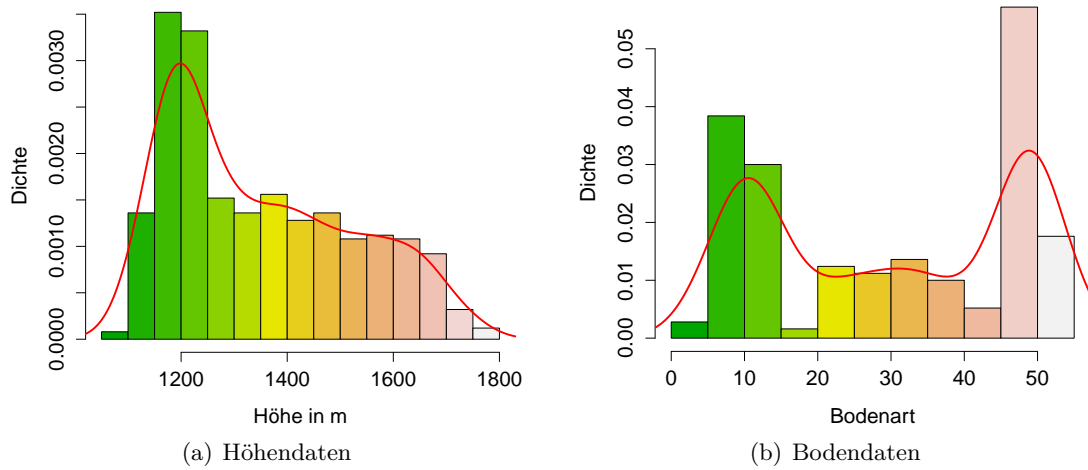 Dichte
0.0000 0.0010 0.0020 0.0030
1200 1400 1600 1800
Höhe in m
(a) Höhendaten
Dichte
0.00 0.01 0.02 0.03 0.04 0.05
0 10 20 30 40 50
Bodenart
(b) Bodendaten